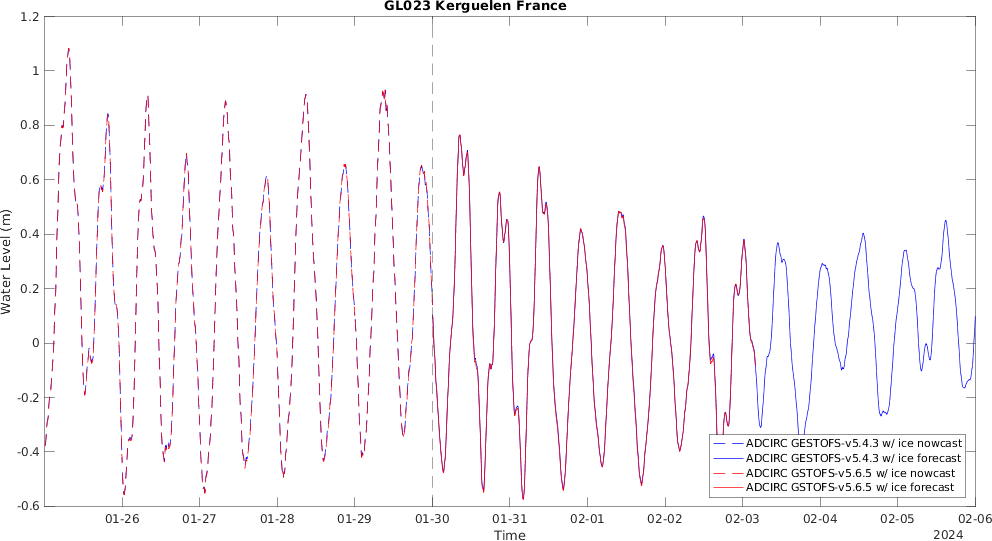 GL023 Kerguelen France
1.2
1
0.8
0.6
0.4
0.2
0
-0.2
-0.4
-0.6
Water Level (m)
ADCIRC GESTOFS-v5.4.3 w/ ice nowcast
ADCIRC GESTOFS-v5.4.3 w/ ice forecast
ADCIRC GSTOFS-v5.6.5 w/ ice nowcast
ADCIRC GSTOFS-v5.6.5 w/ ice forecast
01-26 01-27 01-28 01-29 01-30 01-31 02-01 02-02 02-03 02-04 02-05 02-06
Time
2024